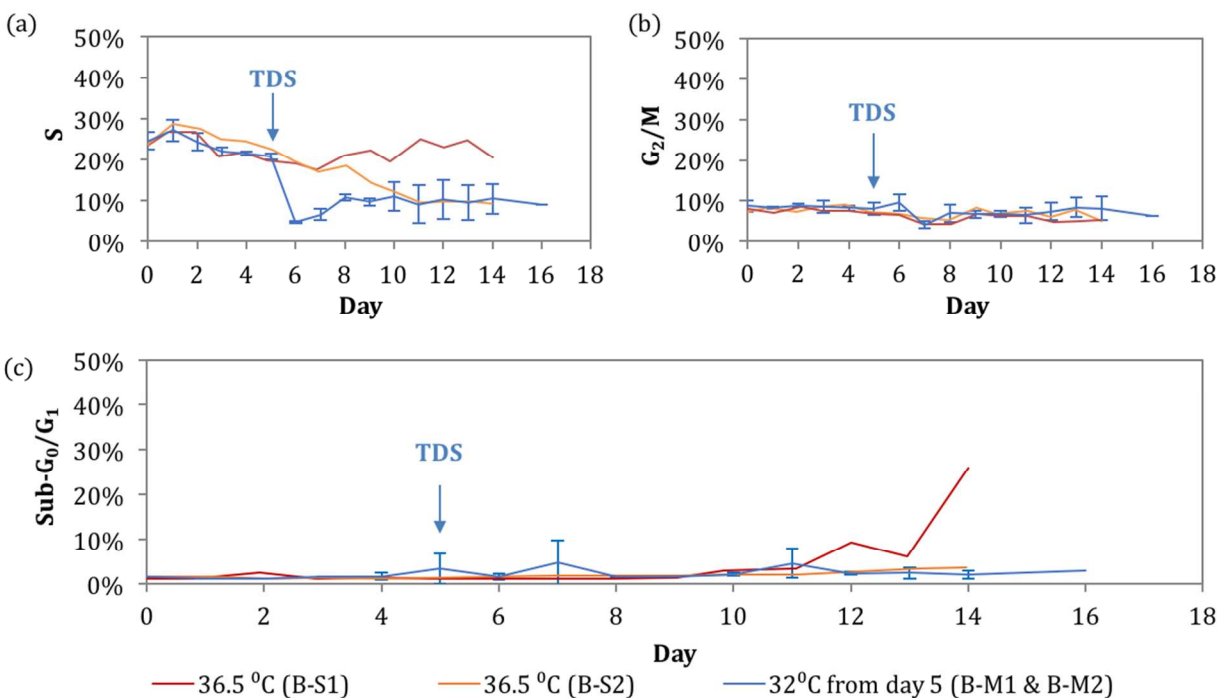 (a)
50%
40%
30%
20%
10%
0%
S
TDS
0 2 4 6 8 10 12 14 16 18
Day
(b)
50%
40%
30%
20%
10%
0%
G₂/M
TDS
0 2 4 6 8 10 12 14 16 18
Day
(c)
50%
40%
30%
20%
10%
0%
Sub-G₀/G₁
TDS
0 2 4 6 8 10 12 14 16 18
Day
36.5 ⁰C (B-S1) 36.5 ⁰C (B-S2) 32⁰C from day 5 (B-M1 & B-M2)